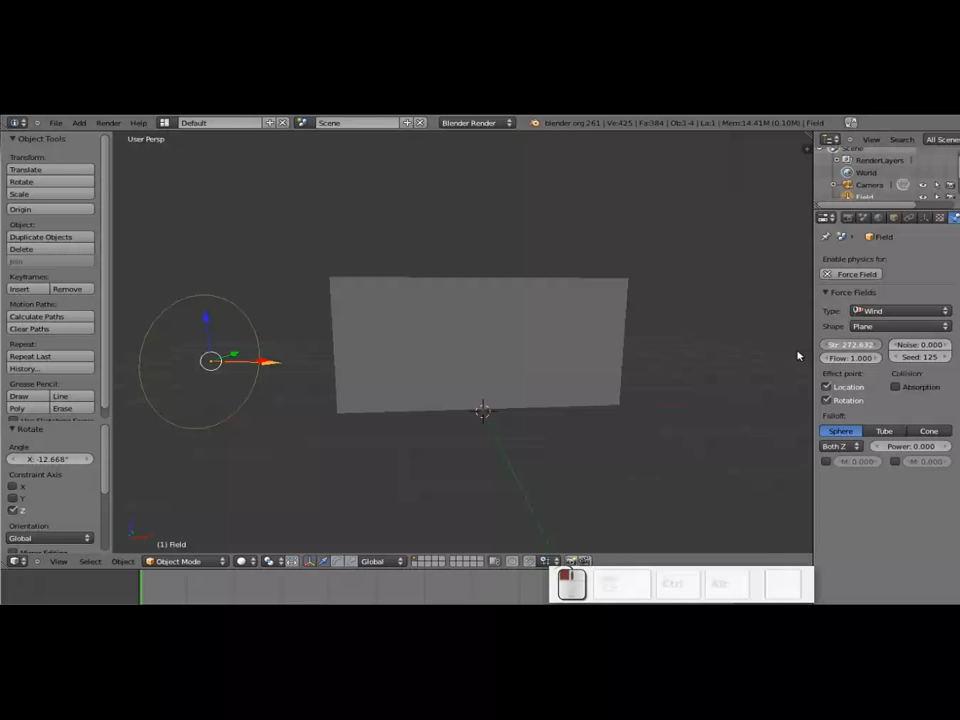 File Add Render Help Default Scene Blender Render blender.org 261 | Ve:425 | Fa:384 | Ob:1-4 | La:1 | Mem:14.41M (0.10M) | Field
Object Tools
Transform:
Translate
Rotate
Scale
Origin
Object:
Duplicate Objects
Delete
Join
Keyframes:
Insert Remove
Motion Paths:
Calculate Paths
Clear Paths
Repeat:
Repeat Last
History...
Grease Pencil:
Draw Line
Poly Erase
Rotate
Angle
X: -12.668°
Constraint Axis
X
Y
Z
Orientation
Global
User Persp
(1) Field
View Select Object Object Mode Global
Ctrl Alt
View Search All Scene
Scene
RenderLayers
World
Camera
Field
Field
Enable physics for:
Force Field
Force Fields
Type: Wind
Shape: Plane
Str: 272.632 Noise: 0.000
Flow: 1.000 Seed: 125
Effect point: Collision:
Location Absorption
Rotation
Falloff:
Sphere Tube Cone
Both Z Power: 0.000
M: 0.000 M: 0.000